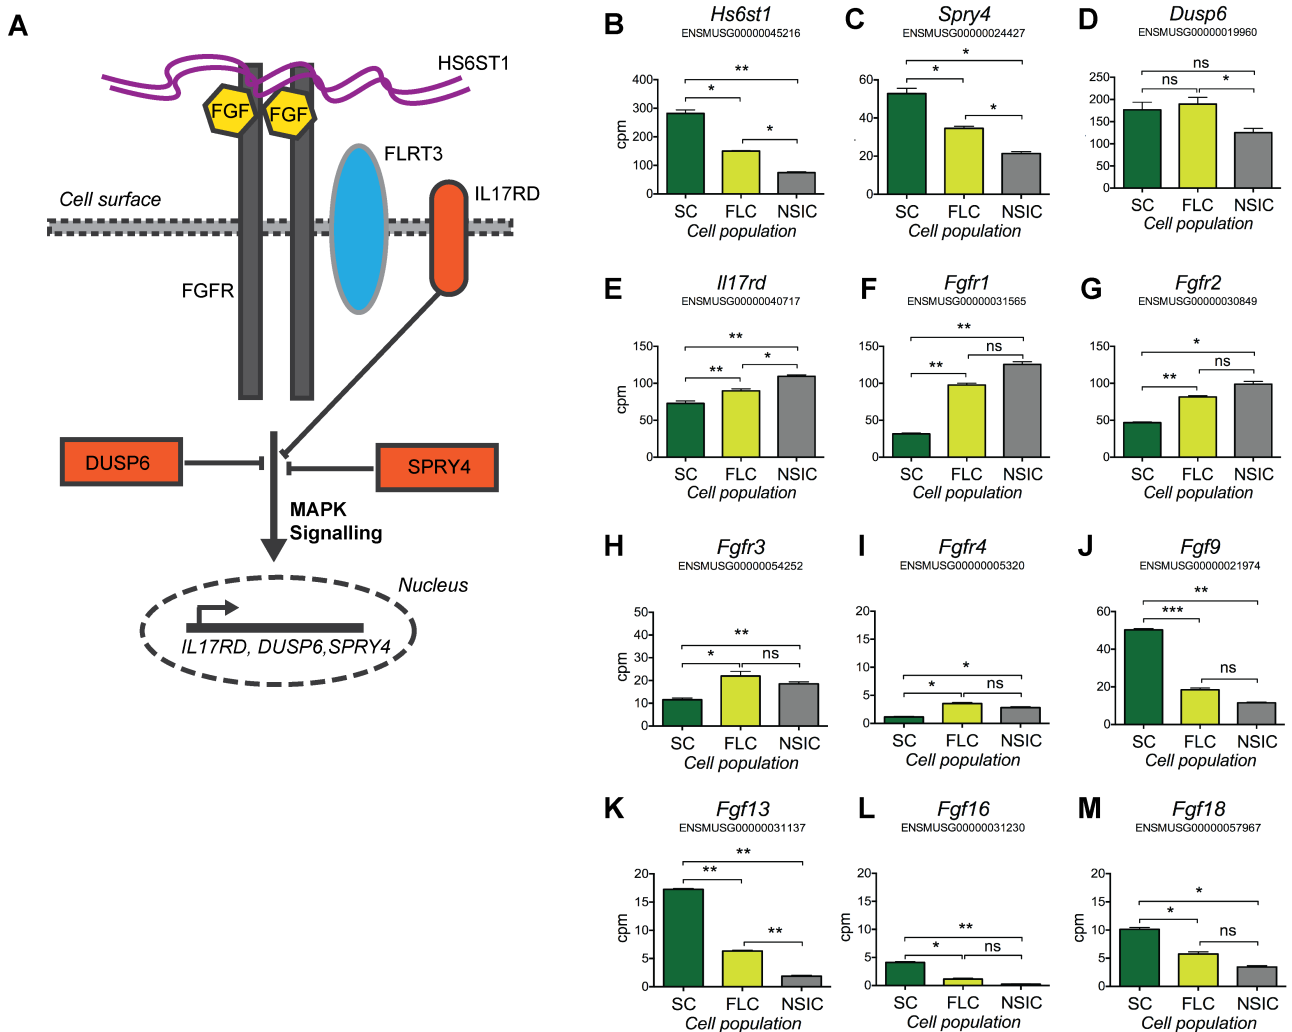 A
HS6ST1
FGF
FGF
FLRT3
Cell surface
IL17RD
FGFR
DUSP6
SPRY4
MAPK
Signalling
Nucleus
IL17RD, DUSP6,SPRY4
B
Hs6st1
ENSMUSG00000045216
**
*
*
400
300
200
100
0
cpm
SC FLC NSIC
Cell population
C
Spry4
ENSMUSG00000024427
*
*
*
60
40
20
0
cpm
SC FLC NSIC
Cell population
D
Dusp6
ENSMUSG00000019960
ns
ns
*
250
200
150
100
50
0
SC FLC NSIC
Cell population
E
Il17rd
ENSMUSG00000040717
**
**
*
150
100
50
0
cpm
SC FLC NSIC
Cell population
F
Fgfr1
ENSMUSG00000031565
**
ns
**
150
100
50
0
SC FLC NSIC
Cell population
G
Fgfr2
ENSMUSG00000030849
*
ns
**
150
100
50
0
SC FLC NSIC
Cell population
H
Fgfr3
ENSMUSG00000054252
**
*
ns
50
40
30
20
10
0
cpm
SC FLC NSIC
Cell population
I
Fgfr4
ENSMUSG00000005320
*
*
ns
20
15
10
5
0
SC FLC NSIC
Cell population
J
Fgf9
ENSMUSG00000021974
**
***
ns
60
40
20
0
SC FLC NSIC
Cell population
K
Fgf13
ENSMUSG00000031137
**
**
**
20
15
10
5
0
cpm
SC FLC NSIC
Cell population
L
Fgf16
ENSMUSG00000031230
**
*
ns
20
15
10
5
0
cpm
SC FLC NSIC
Cell population
M
Fgf18
ENSMUSG00000057967
*
*
ns
20
15
10
5
0
cpm
SC FLC NSIC
Cell population